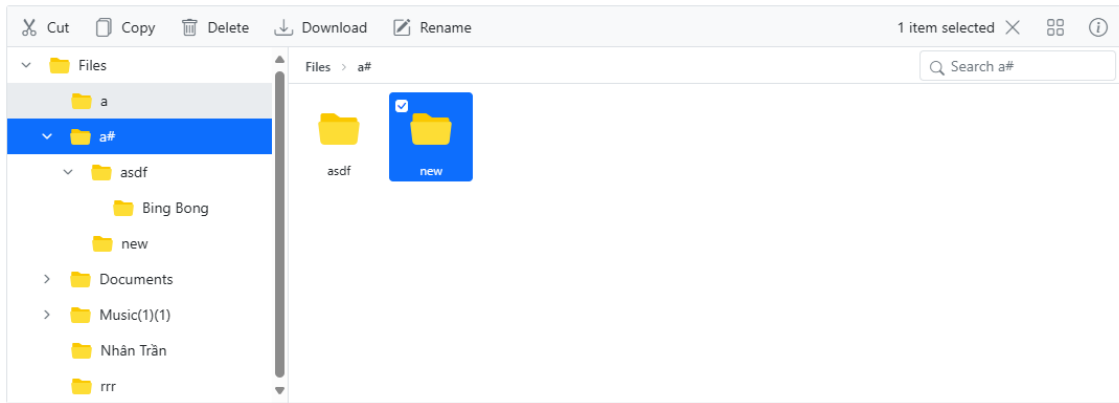 Cut Copy Delete Download Rename 1 item selected
Files
a
a#
asdf
Bing Bong
new
Documents
Music(1)(1)
Nhân Trần
rrr
Files > a#
Search a#
asdf new